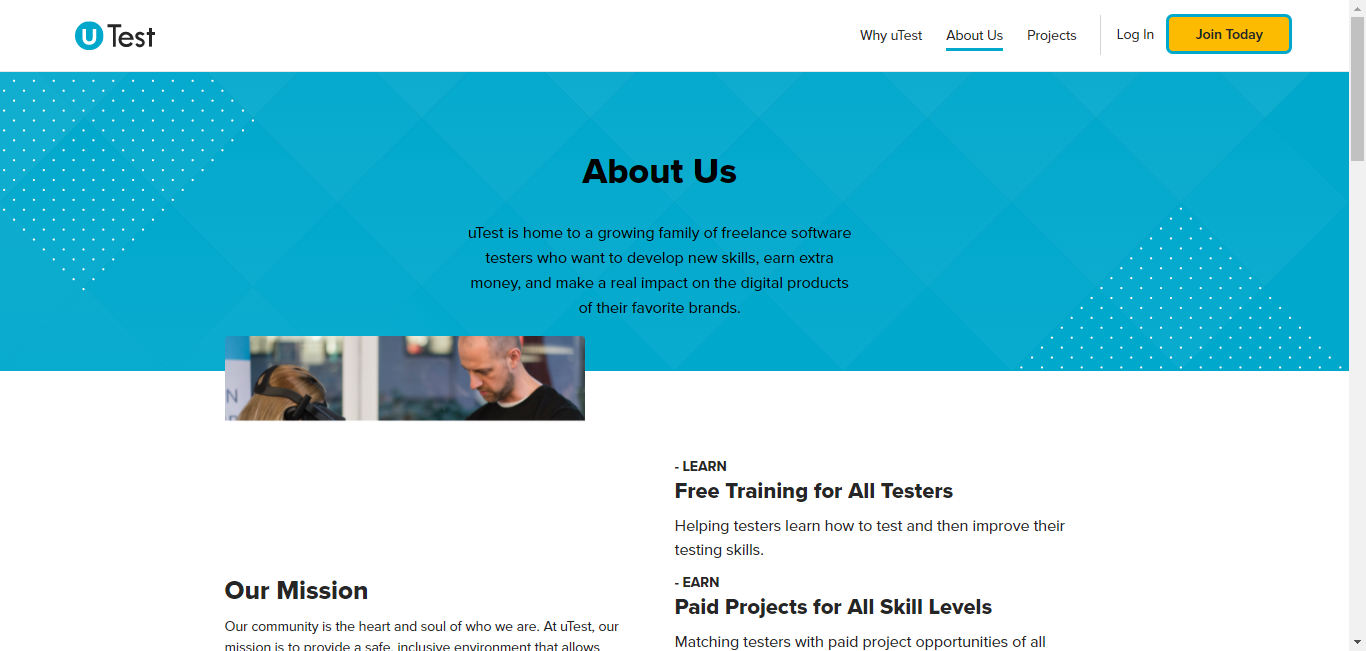 uTest
Why uTest
About Us
Projects
Log In
Join Today
About Us
uTest is home to a growing family of freelance software
testers who want to develop new skills, earn extra
money, and make a real impact on the digital products
of their favorite brands.
N
- LEARN
Free Training for All Testers
Helping testers learn how to test and then improve their
testing skills.
- EARN
Paid Projects for All Skill Levels
Matching testers with paid project opportunities of all
Our Mission
Our community is the heart and soul of who we are. At uTest, our
mission is to provide a safe, inclusive environment that allows